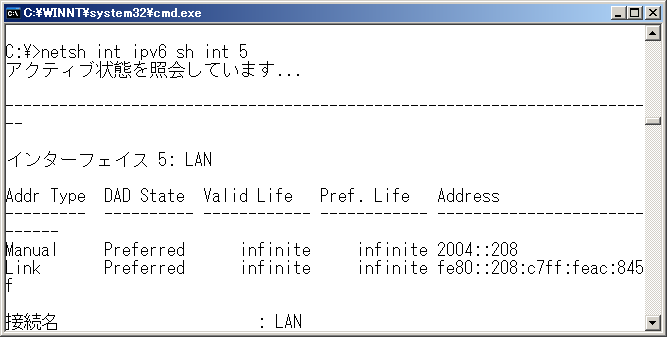 C:¥WINNT¥system32¥cmd.exe
C:¥>netsh int ipv6 sh int 5
アクティブ状態を照会しています...
-----------------------------------------------------------------------
--
インターフェイス 5: LAN
Addr Type  DAD State  Valid Life   Pref. Life   Address
---------  ---------- ------------ ------------ -----------------------
------
Manual     Preferred      infinite     infinite 2004::208
Link       Preferred      infinite     infinite fe80::208:c7ff:feac:845
f
接続名                      : LAN